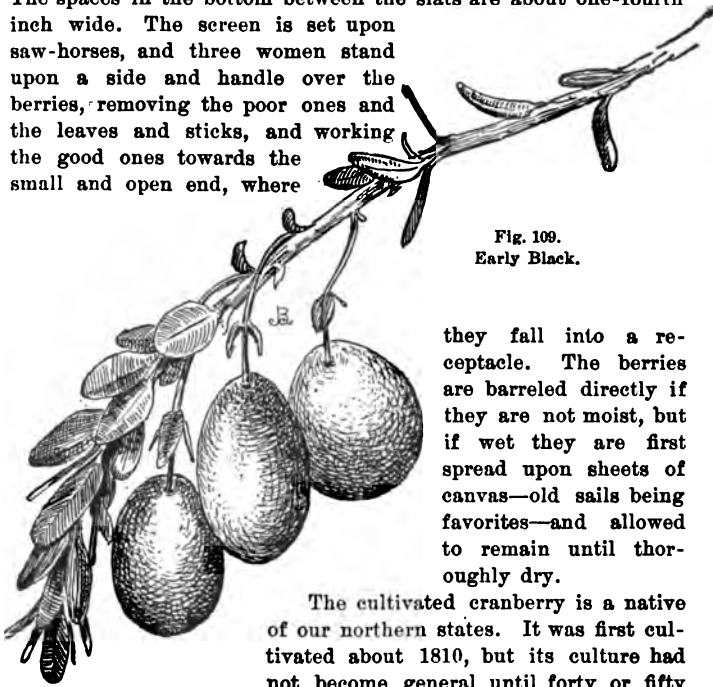 The spaces in the bottom between the slats are about one-fourth
inch wide. The screen is set upon
saw-horses, and three women stand
upon a side and handle over the
berries, removing the poor ones and
the leaves and sticks, and working
the good ones towards the
small and open end, where
Fig. 109.
Early Black.
they fall into a re-
ceptacle. The berries
are barreled directly if
they are not moist, but
if wet they are first
spread upon sheets of
canvas—old sails being
favorites—and allowed
to remain until thor-
oughly dry.
The cultivated cranberry is a native
of our northern states. It was first cul-
tivated about 1810, but its culture had
not become general until forty or fifty